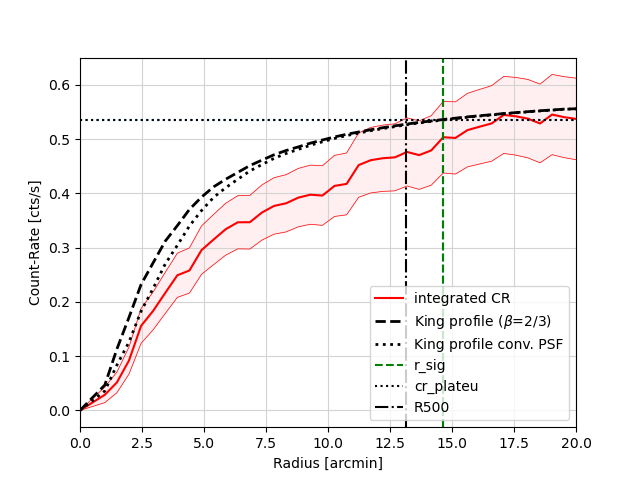 0.6
0.5
0.4
0.3
0.2
0.1
0.0
Count-Rate [cts/s]
integrated CR
King profile (β=2/3)
King profile conv. PSF
r_sig
cr_plateu
R500
0.0 2.5 5.0 7.5 10.0 12.5 15.0 17.5 20.0
Radius [arcmin]